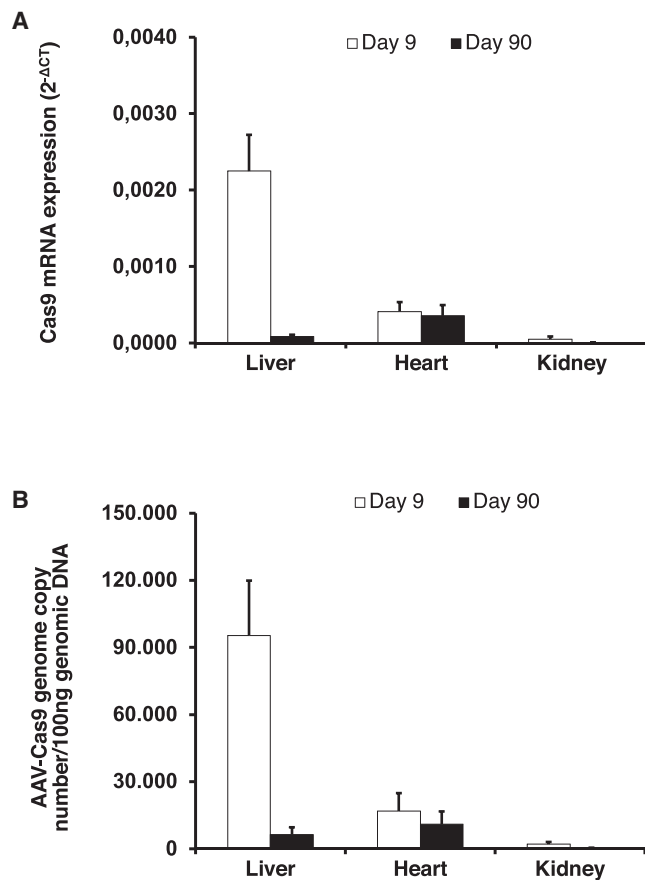 A
Cas9 mRNA expression (2-ΔCT)
0,0040
0,0030
0,0020
0,0010
0,0000
Day 9 Day 90
Liver Heart Kidney
B
AAV-Cas9 genome copy
number/100ng genomic DNA
150.000
120.000
90.000
60.000
30.000
0
Day 9 Day 90
Liver Heart Kidney